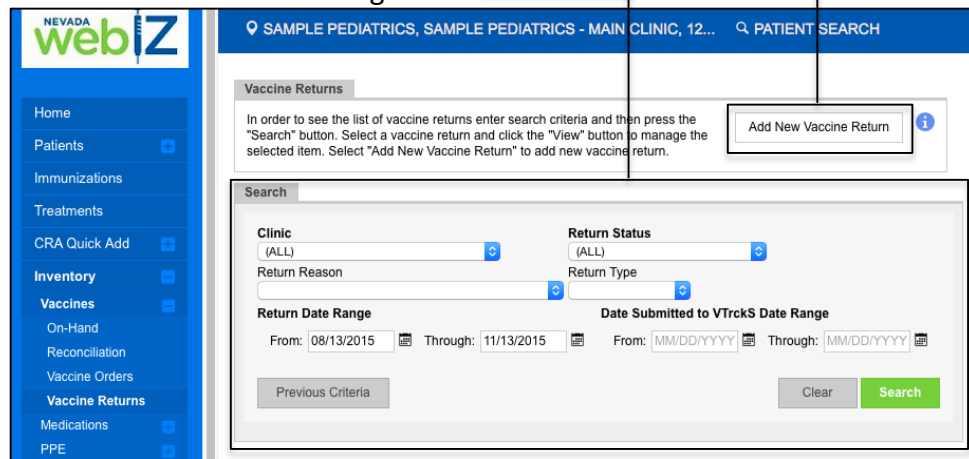 NEVADA
webIZ
SAMPLE PEDIATRICS, SAMPLE PEDIATRICS - MAIN CLINIC, 12... PATIENT SEARCH
Home
Patients
Immunizations
Treatments
CRA Quick Add
Inventory
Vaccines
On-Hand
Reconciliation
Vaccine Orders
Vaccine Returns
Medications
PPE
Vaccine Returns
In order to see the list of vaccine returns enter search criteria and then press the
"Search" button. Select a vaccine return and click the "View" button to manage the
selected item. Select "Add New Vaccine Return" to add new vaccine return.
Add New Vaccine Return
Search
Clinic Return Status
(ALL) (ALL)
Return Reason Return Type
Return Date Range Date Submitted to VTrckS Date Range
From: 08/13/2015 Through: 11/13/2015 From: MM/DD/YYYY Through: MM/DD/YYYY
Previous Criteria Clear Search